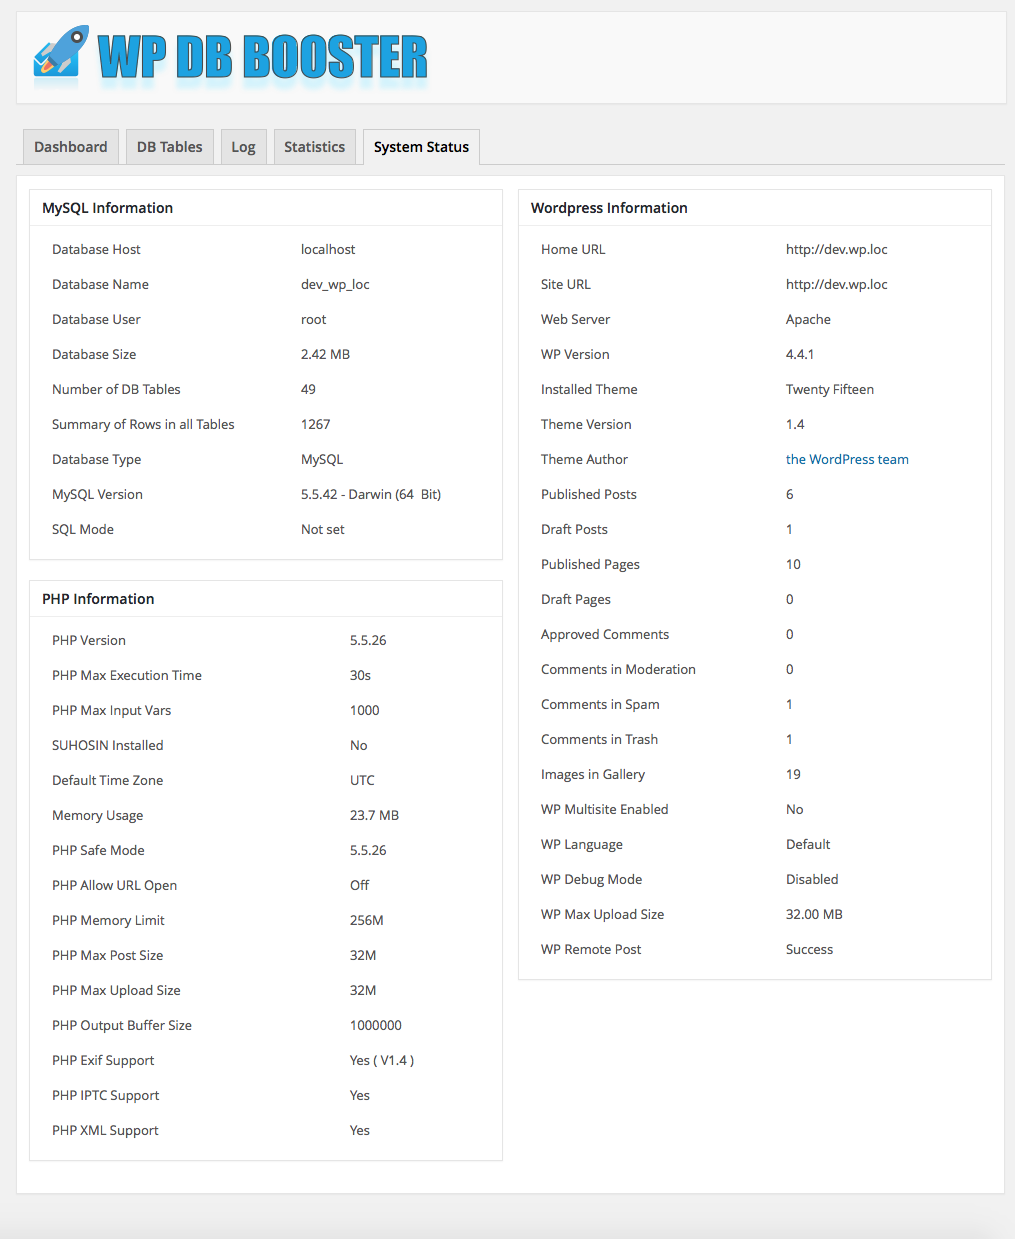 WP DB BOOSTER
Dashboard DB Tables Log Statistics System Status
MySQL Information
Database Host localhost
Database Name dev_wp_loc
Database User root
Database Size 2.42 MB
Number of DB Tables 49
Summary of Rows in all Tables 1267
Database Type MySQL
MySQL Version 5.5.42 - Darwin (64 Bit)
SQL Mode Not set
PHP Information
PHP Version 5.5.26
PHP Max Execution Time 30s
PHP Max Input Vars 1000
SUHOSIN Installed No
Default Time Zone UTC
Memory Usage 23.7 MB
PHP Safe Mode 5.5.26
PHP Allow URL Open Off
PHP Memory Limit 256M
PHP Max Post Size 32M
PHP Max Upload Size 32M
PHP Output Buffer Size 1000000
PHP Exif Support Yes ( V1.4 )
PHP IPTC Support Yes
PHP XML Support Yes
Wordpress Information
Home URL http://dev.wp.loc
Site URL http://dev.wp.loc
Web Server Apache
WP Version 4.4.1
Installed Theme Twenty Fifteen
Theme Version 1.4
Theme Author the WordPress team
Published Posts 6
Draft Posts 1
Published Pages 10
Draft Pages 0
Approved Comments 0
Comments in Moderation 0
Comments in Spam 1
Comments in Trash 1
Images in Gallery 19
WP Multisite Enabled No
WP Language Default
WP Debug Mode Disabled
WP Max Upload Size 32.00 MB
WP Remote Post Success